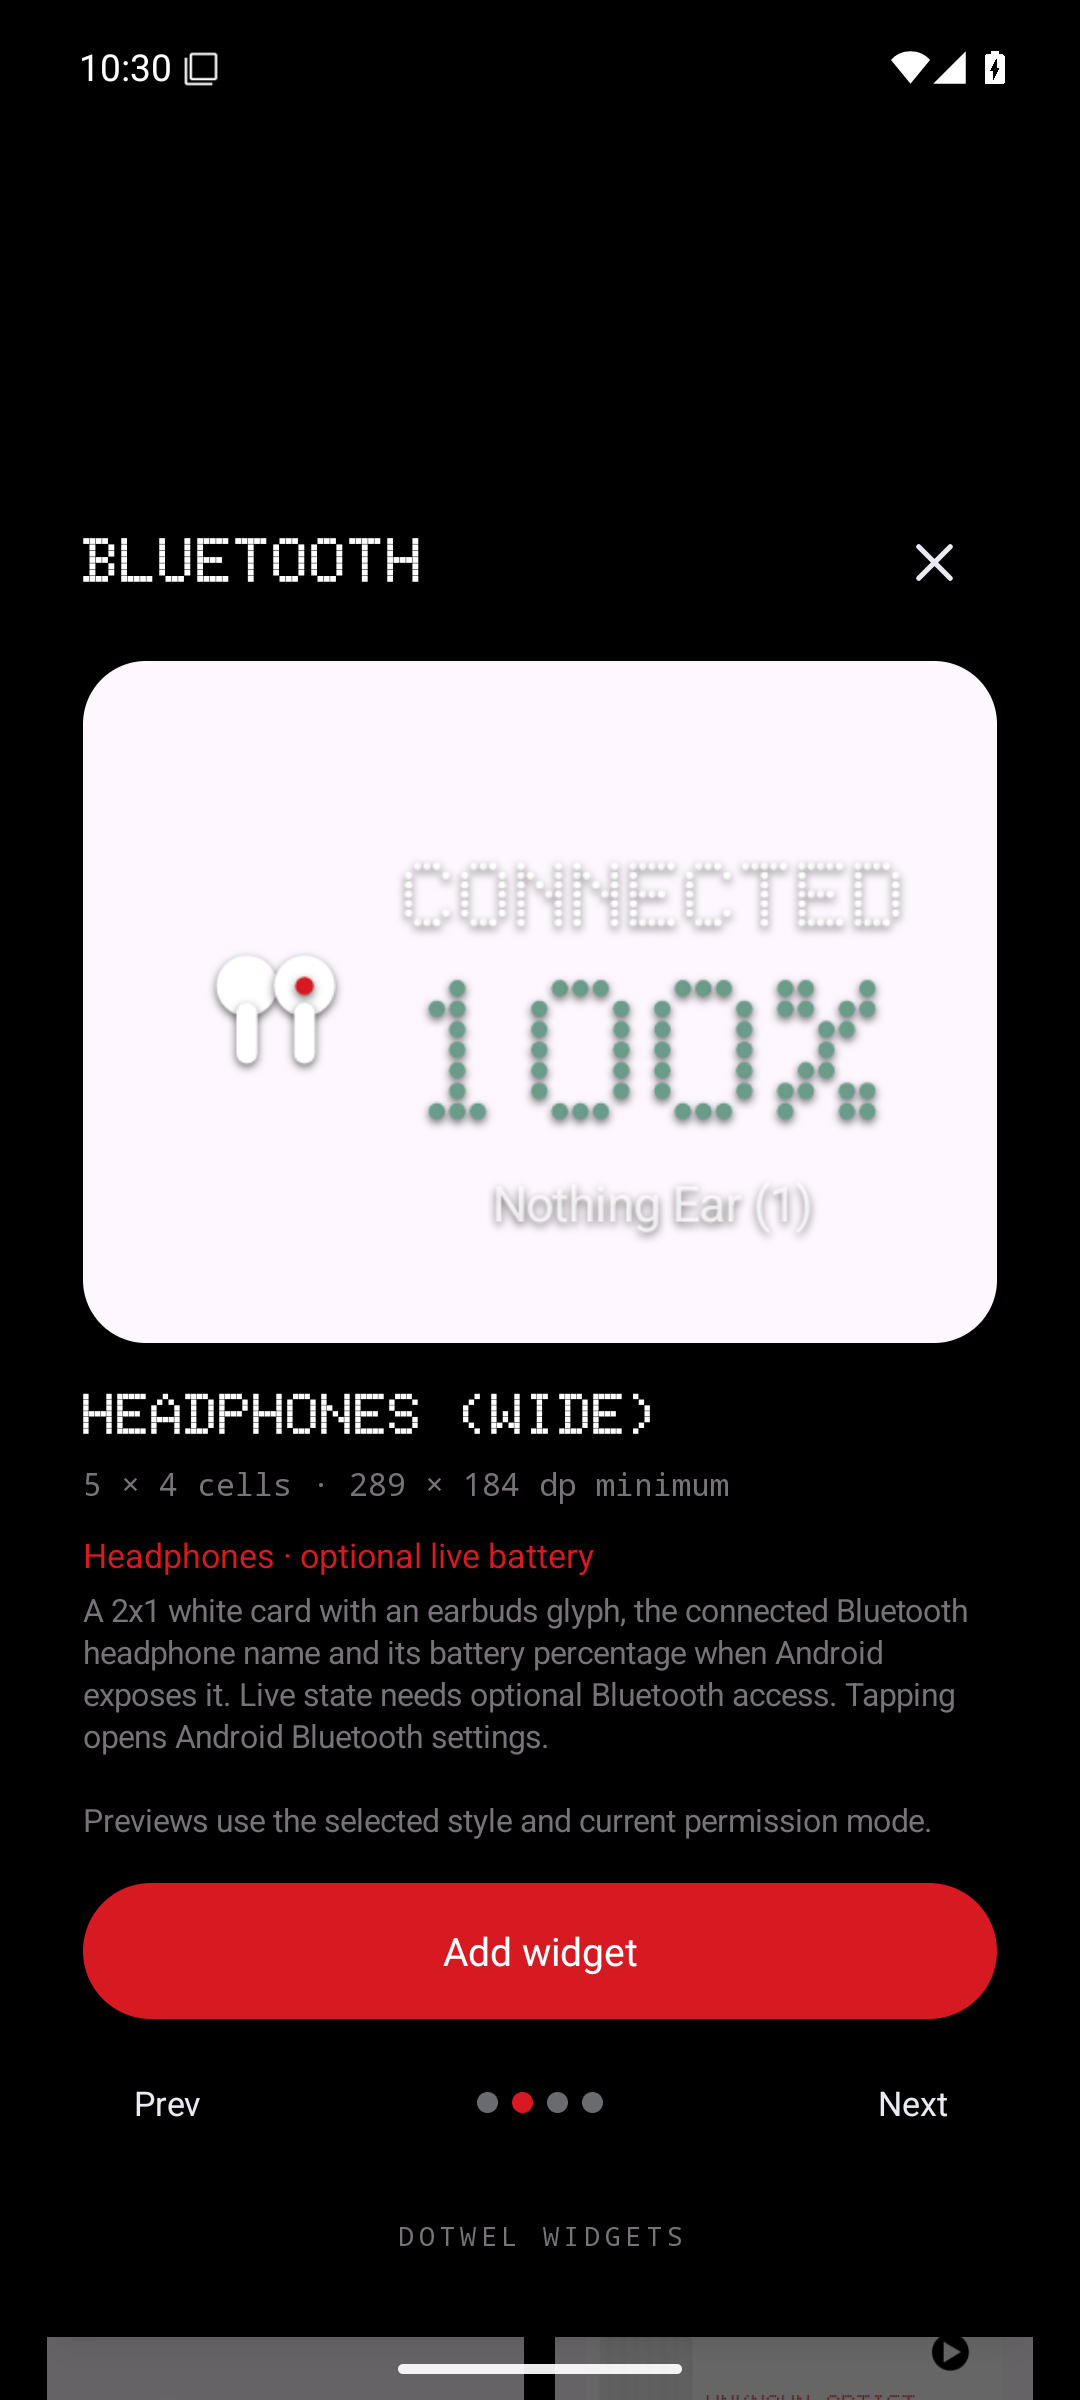 10:30
BLUETOOTH
CONNECTED
100%
Nothing Ear (1)
HEADPHONES (WIDE)
5 × 4 cells · 289 × 184 dp minimum
Headphones · optional live battery
A 2x1 white card with an earbuds glyph, the connected Bluetooth
headphone name and its battery percentage when Android
exposes it. Live state needs optional Bluetooth access. Tapping
opens Android Bluetooth settings.
Previews use the selected style and current permission mode.
Add widget
Prev
Next
DOTWEL WIDGETS